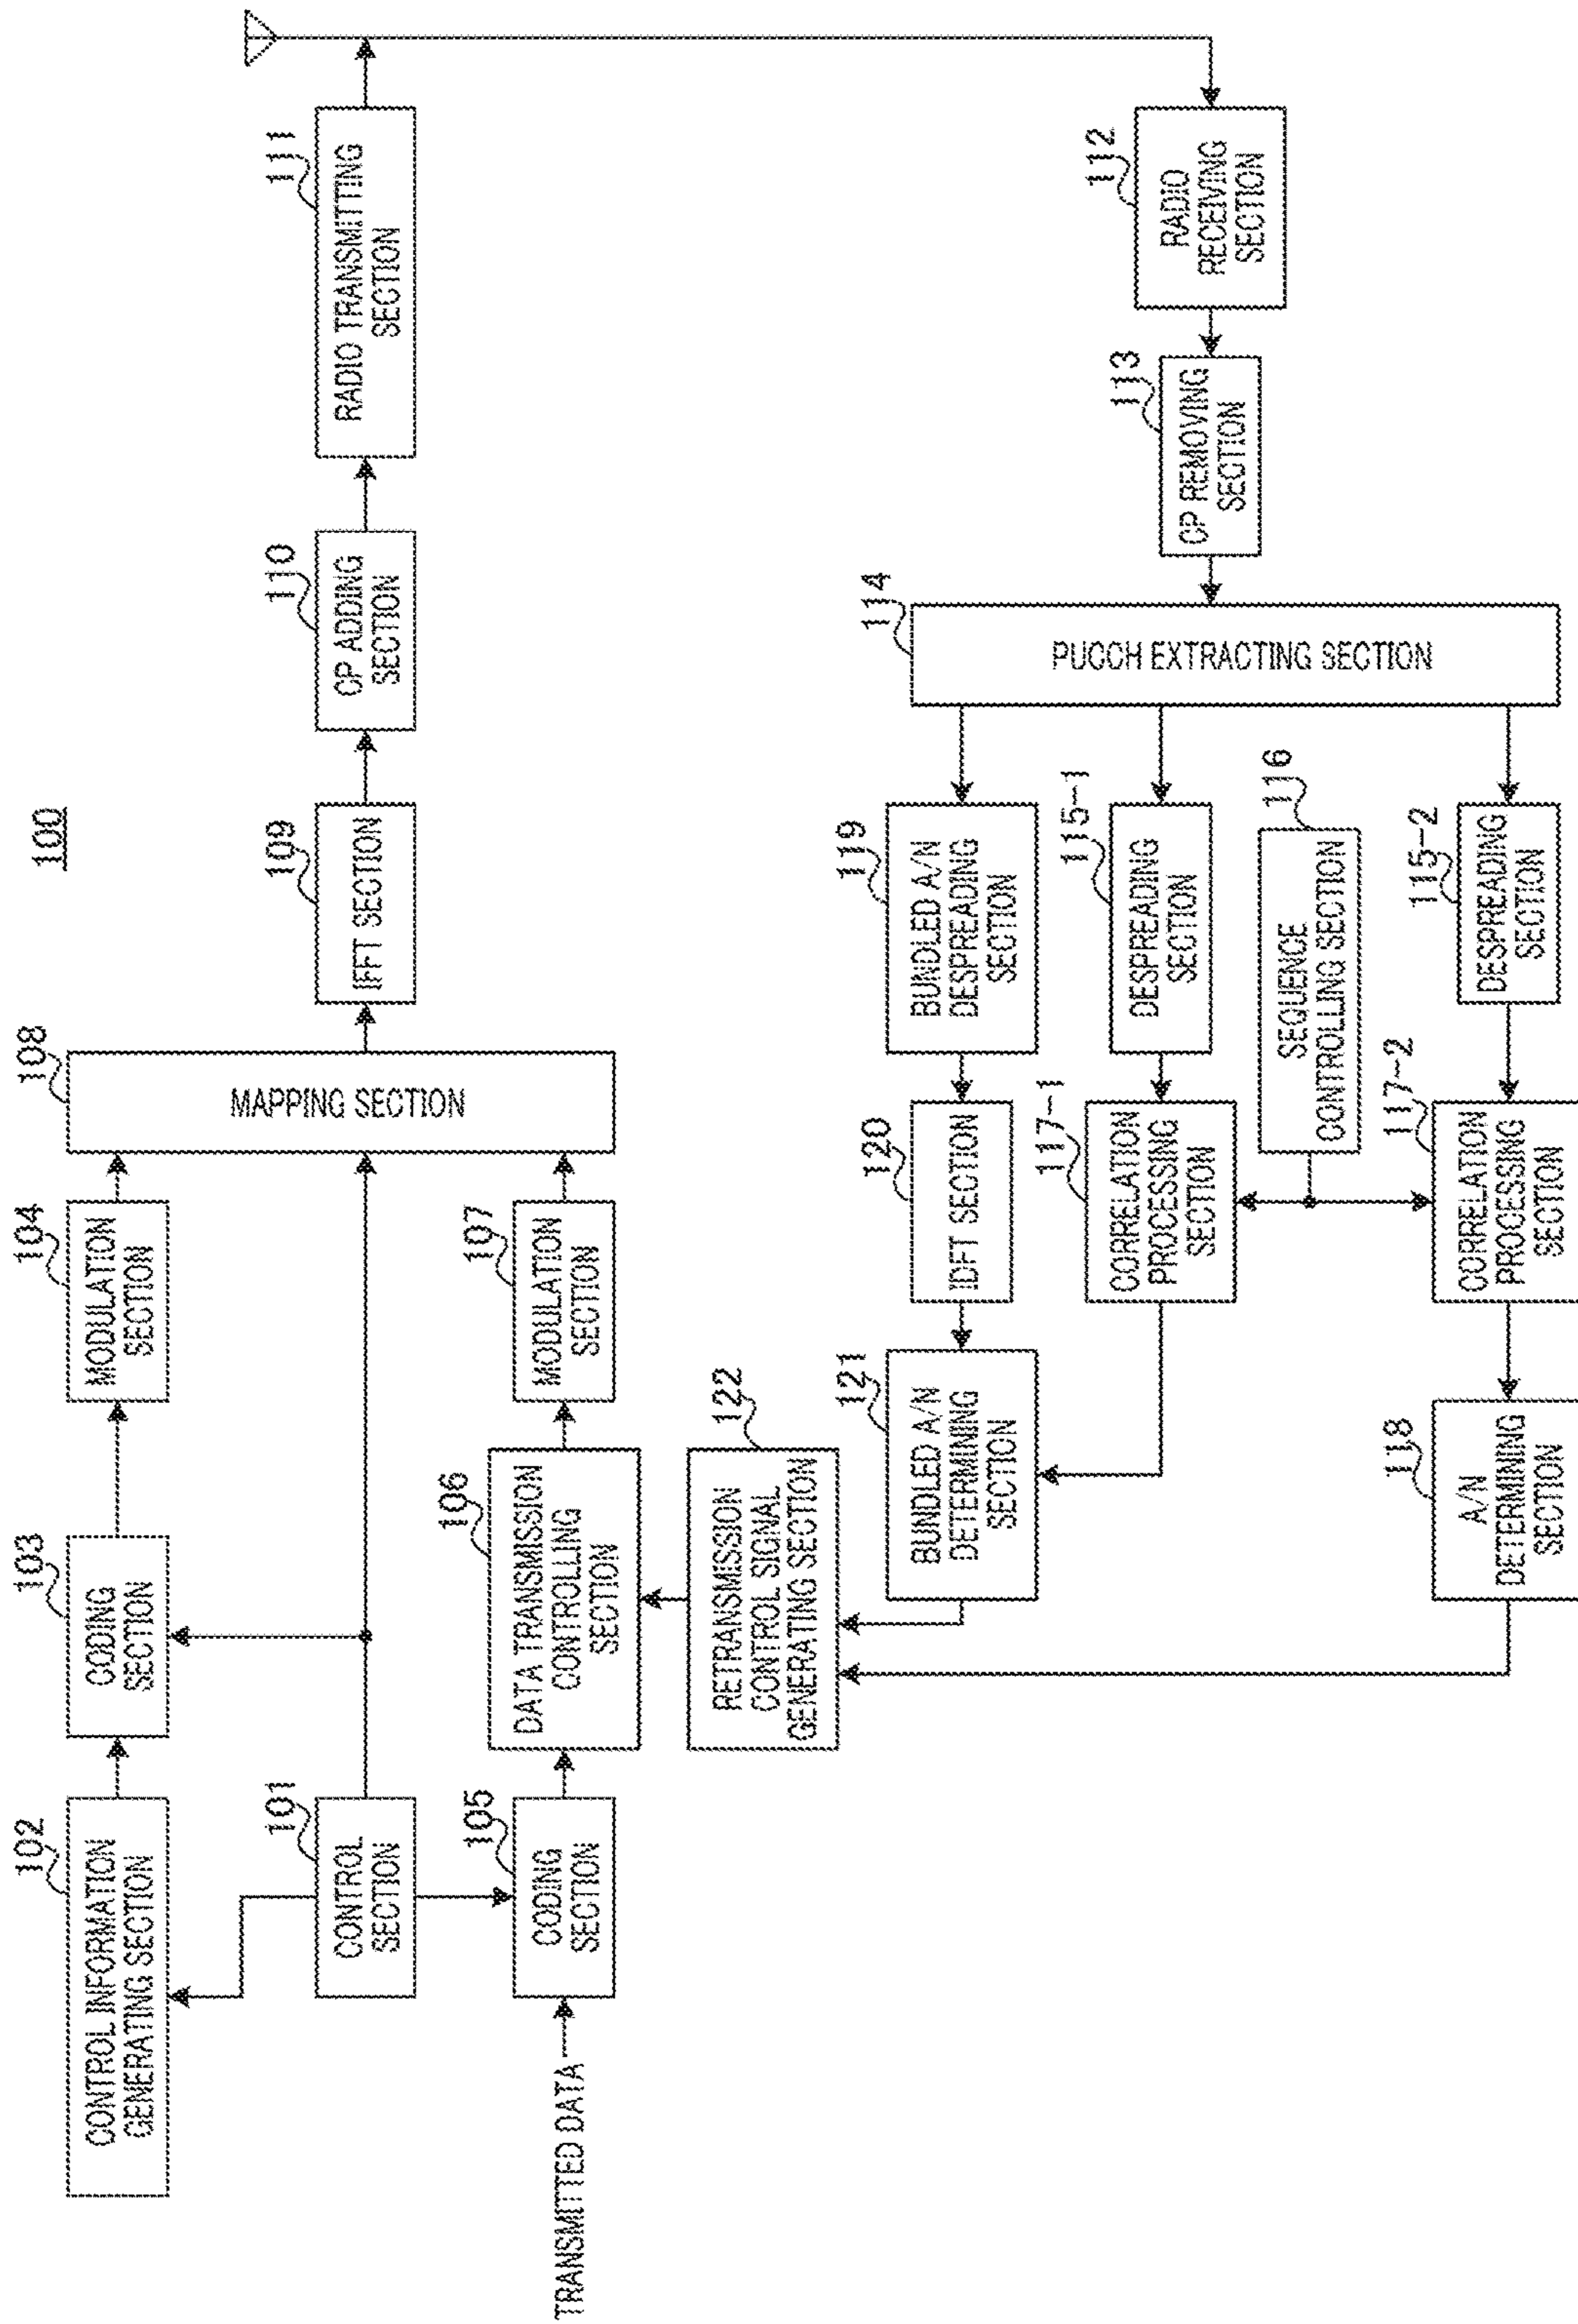 100
102
CONTROL INFORMATION
GENERATING SECTION
103
CODING
SECTION
104
MODULATION
SECTION
108
MAPPING SECTION
109
IFFT SECTION
110
CP ADDING
SECTION
111
RADIO TRANSMITTING
SECTION
101
CONTROL
SECTION
TRANSMITTED DATA
105
CODING
SECTION
106
DATA TRANSMISSION
CONTROLLING
SECTION
107
MODULATION
SECTION
122
RETRANSMISSION
CONTROL SIGNAL
GENERATING SECTION
121
BUNDLED A/N
DETERMINING
SECTION
120
IDFT SECTION
119
BUNDLED A/N
DESPREADING
SECTION
114
PUCCH EXTRACTING SECTION
113
CP REMOVING
SECTION
112
RADIO
RECEIVING
SECTION
117-1
CORRELATION
PROCESSING
SECTION
115-1
DESPREADING
SECTION
116
SEQUENCE
CONTROLLING SECTION
118
A/N
DETERMINING
SECTION
117-2
CORRELATION
PROCESSING
SECTION
115-2
DESPREADING
SECTION